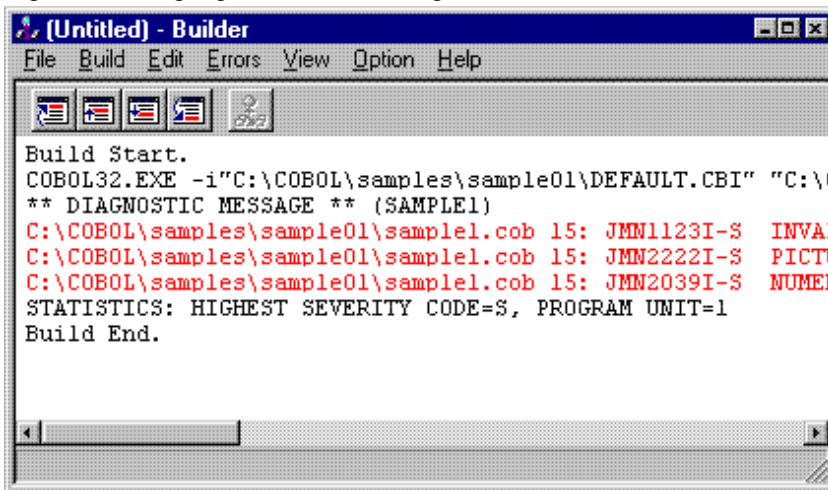 (Untitled) - Builder
File Build Edit Errors View Option Help
Build Start.
COBOL32.EXE -i"C:\COBOL\samples\sample01\DEFAULT.CBI" "C:\
** DIAGNOSTIC MESSAGE ** (SAMPLE1)
C:\COBOL\samples\sample01\sample1.cob 15: JMN1123I-S INVA
C:\COBOL\samples\sample01\sample1.cob 15: JMN2222I-S PICTU
C:\COBOL\samples\sample01\sample1.cob 15: JMN2039I-S NUME
STATISTICS: HIGHEST SEVERITY CODE=S, PROGRAM UNIT=1
Build End.